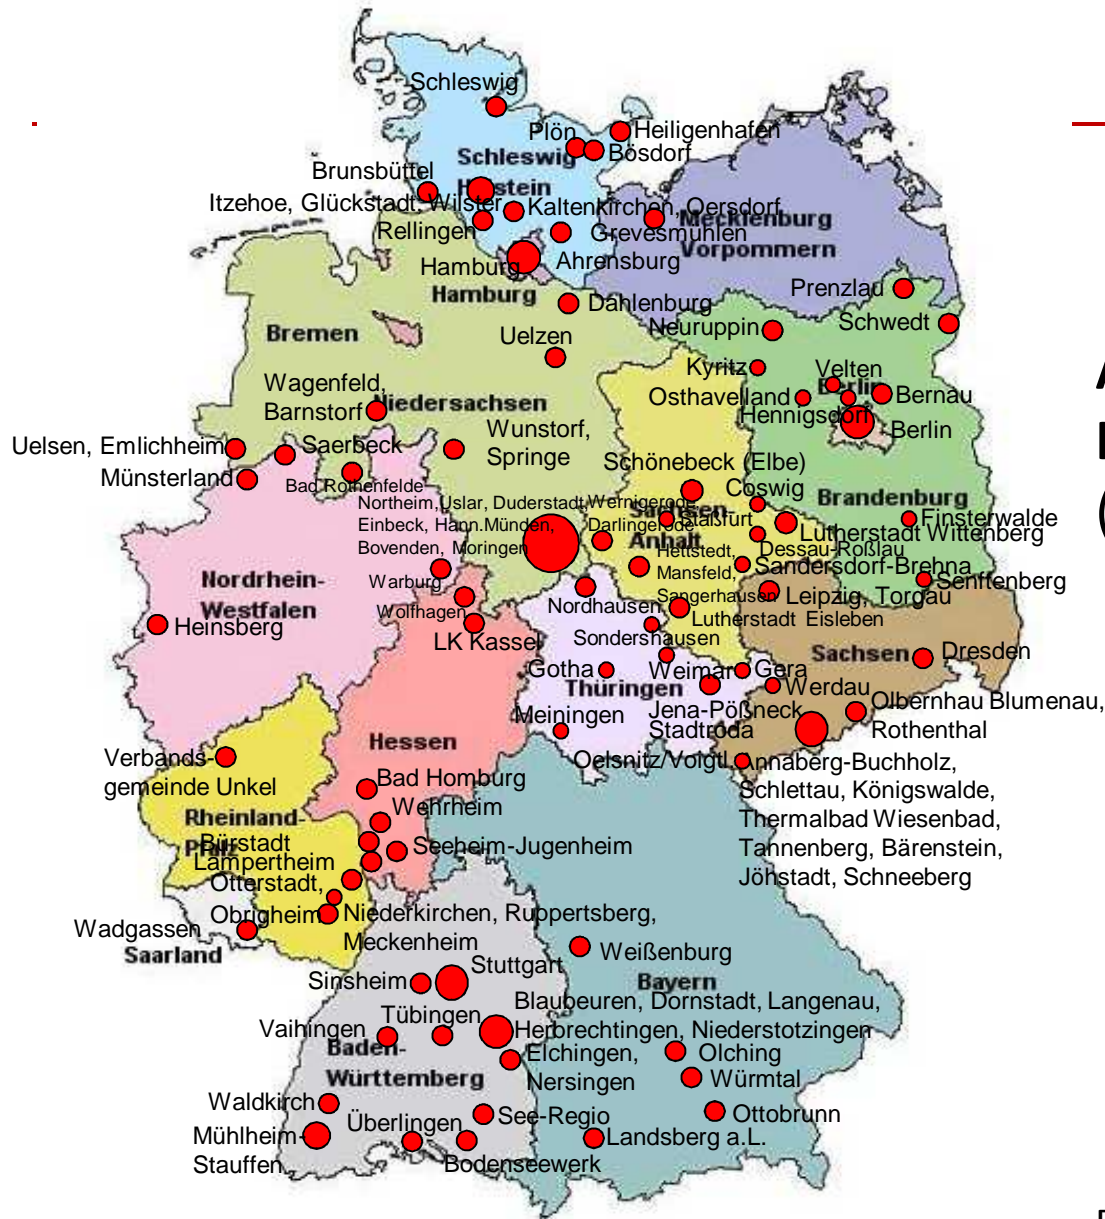 Schleswig
Plön
Heiligenhafen
Bösdorf
Schleswig
Holstein
Brunsbüttel
Itzehoe, Glückstadt, Wilster
Kaltenkirchen, Oersdorf
Rellingen
Grevesmühlen
Mecklenburg
Vorpommern
Hamburg
Ahrensburg
Hamburg
Dahlenburg
Prenzlau
Schwedt
Neuruppin
Bremen
Uelzen
Kyritz
Velten
Berlin
Wagenfeld,
Barnstorf
Niedersachsen
Osthavelland
Bernau
Hennigsdorf
Berlin
Uelsen, Emlichheim
Saerbeck
Wunstorf,
Springe
Münsterland
Bad Rothenfelde
Schönebeck (Elbe)
Coswig
Brandenburg
Northeim,Uslar, Duderstadt,
Einbeck, Hann.Münden,
Bovenden, Moringen
Wernigerode
Darlingerode
Sachsen
Anhalt
Staßfurt
Finsterwalde
Lutherstadt Wittenberg
Dessau-Roßlau
Hettstedt,
Mansfeld,
Sangerhausen
Sandersdorf-Brehna
Senftenberg
Nordrhein-
Westfalen
Warburg
Wolfhagen
Nordhausen
Leipzig, Torgau
Lutherstadt Eisleben
Heinsberg
LK Kassel
Sondershausen
Sachsen
Dresden
Gotha
Weimar
Gera
Thüringen
Werdau
Jena-Pößneck
Stadtroda
Olbernhau Blumenau,
Rothenthal
Meiningen
Hessen
Oelsnitz/Voigtl.
Verbands-
gemeinde Unkel
Annaberg-Buchholz,
Schlettau, Königswalde,
Thermalbad Wiesenbad,
Tannenberg, Bärenstein,
Jöhstadt, Schneeberg
Bad Homburg
Wehrheim
Rheinland-
Pfalz
Bürstadt
Lampertheim
Seeheim-Jugenheim
Otterstadt,
Obrigheim
Niederkirchen, Ruppertsberg,
Meckenheim
Wadgassen
Saarland
Weißenburg
Sinsheim
Stuttgart
Bayern
Blaubeuren, Dornstadt, Langenau,
Herbrechtingen, Niederstotzingen
Vaihingen
Tübingen
Baden-
Württemberg
Elchingen,
Nersingen
Olching
Würmtal
Waldkirch
See-Regio
Ottobrunn
Mühlheim-
Stauffen
Überlingen
Landsberg a.L.
Bodenseewerk